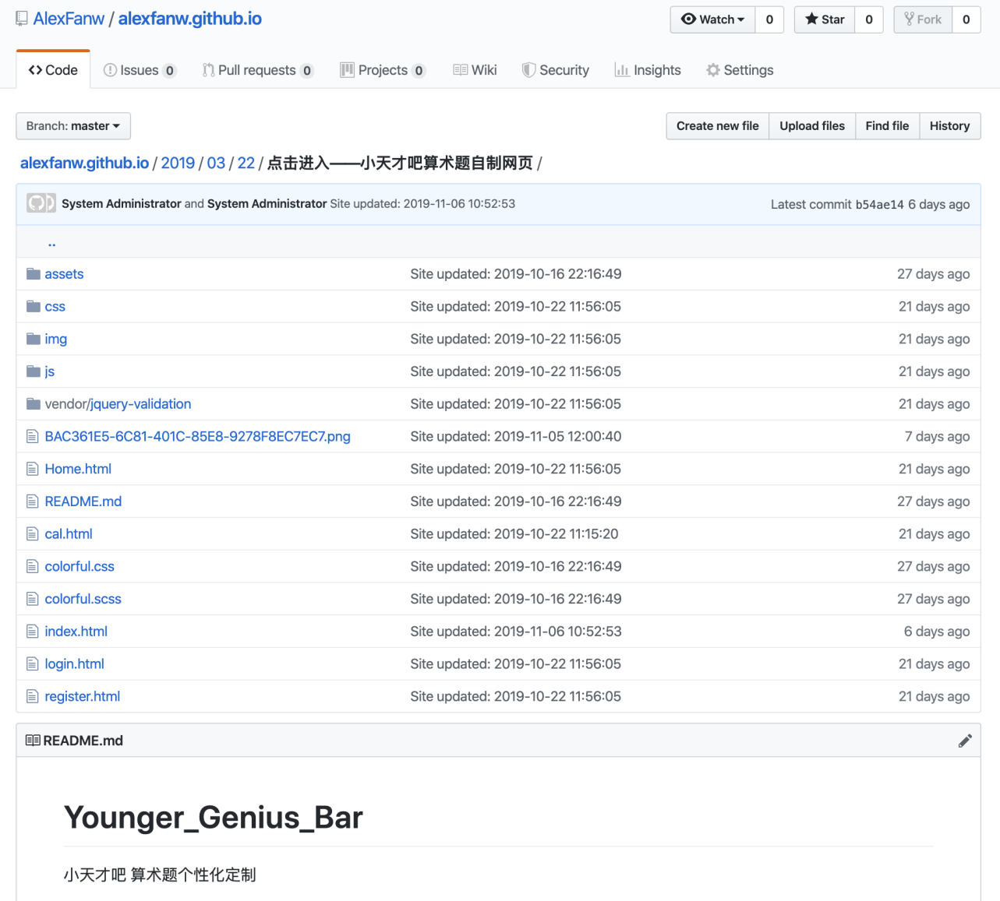 AlexFanw / alexfanw.github.io
Watch 0 Star 0 Fork 0
Code Issues 0 Pull requests 0 Projects 0 Wiki Security Insights Settings
Branch: master Create new file Upload files Find file History
alexfanw.github.io / 2019 / 03 / 22 / 点击进入——小天才吧算术题自制网页 /
System Administrator and System Administrator Site updated: 2019-11-06 10:52:53 Latest commit b54ae14 6 days ago
..
assets Site updated: 2019-10-16 22:16:49 27 days ago
css Site updated: 2019-10-22 11:56:05 21 days ago
img Site updated: 2019-10-22 11:56:05 21 days ago
js Site updated: 2019-10-22 11:56:05 21 days ago
vendor/jquery-validation Site updated: 2019-10-22 11:56:05 21 days ago
BAC361E5-6C81-401C-85E8-9278F8EC7EC7.png Site updated: 2019-11-05 12:00:40 7 days ago
Home.html Site updated: 2019-10-22 11:56:05 21 days ago
README.md Site updated: 2019-10-16 22:16:49 27 days ago
cal.html Site updated: 2019-10-22 11:15:20 21 days ago
colorful.css Site updated: 2019-10-16 22:16:49 27 days ago
colorful.scss Site updated: 2019-10-16 22:16:49 27 days ago
index.html Site updated: 2019-11-06 10:52:53 6 days ago
login.html Site updated: 2019-10-22 11:56:05 21 days ago
register.html Site updated: 2019-10-22 11:56:05 21 days ago
README.md
Younger_Genius_Bar
小天才吧 算术题个性化定制